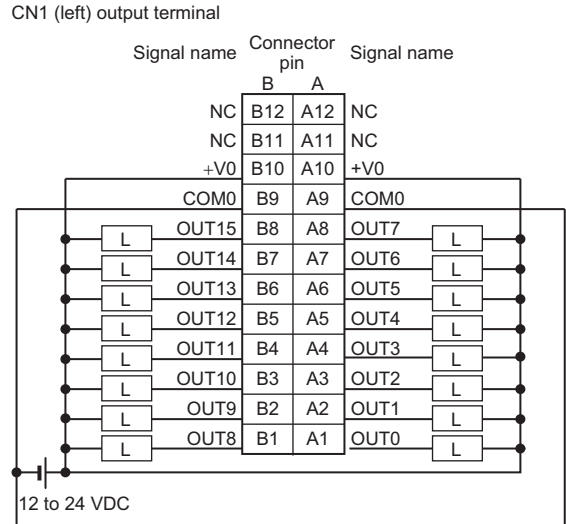 CN1 (left) output terminal
Signal name Connector pin Signal name
B A
NC B12 A12 NC
NC B11 A11 NC
+V0 B10 A10 +V0
COM0 B9 A9 COM0
L OUT15 B8 A8 OUT7 L
L OUT14 B7 A7 OUT6 L
L OUT13 B6 A6 OUT5 L
L OUT12 B5 A5 OUT4 L
L OUT11 B4 A4 OUT3 L
L OUT10 B3 A3 OUT2 L
L OUT9 B2 A2 OUT1 L
L OUT8 B1 A1 OUT0 L
12 to 24 VDC